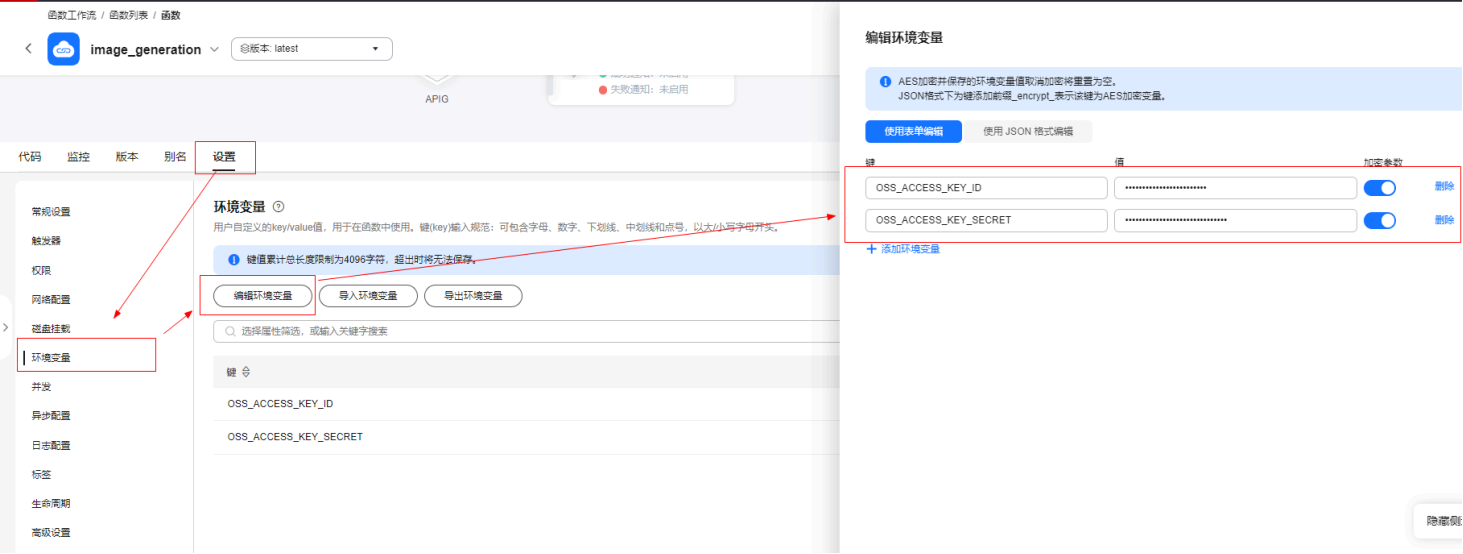 函数工作流 / 函数列表 / 函数
image_generation
版本: latest
APIG
失败通知：未启用
代码 监控 版本 别名 设置
常规设置
触发器
权限
网络配置
磁盘挂载
环境变量
并发
异步配置
日志配置
标签
生命周期
高级设置
环境变量
用户自定义的key/value值，用于在函数中使用。键(key)输入规范：可包含字母、数字、下划线、中划线和点号，以大/小写字母开头。
键值累计总长度限制为4096字符，超出时将无法保存。
编辑环境变量 导入环境变量 导出环境变量
选择属性筛选，或输入关键字搜索
键
OSS_ACCESS_KEY_ID
OSS_ACCESS_KEY_SECRET
编辑环境变量
AES加密并保存的环境变量值取消加密将重置为空。
JSON格式下为键添加前缀_encrypt_表示该键为AES加密变量。
使用表单编辑 使用 JSON 格式编辑
键 值 加密参数
OSS_ACCESS_KEY_ID •••••••••••••••••••••••• 删除
OSS_ACCESS_KEY_SECRET •••••••••••••••••••••••••••••• 删除
添加环境变量
隐藏侧